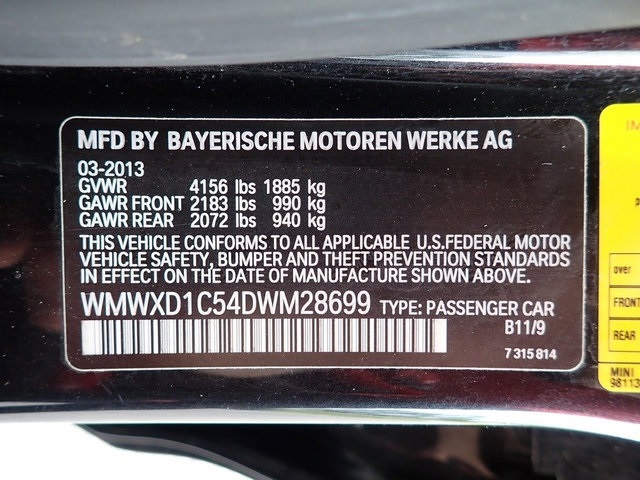 MFD BY BAYERISCHE MOTOREN WERKE AG
03-2013
GVWR 4156 lbs 1885 kg
GAWR FRONT 2183 lbs 990 kg
GAWR REAR 2072 lbs 940 kg
THIS VEHICLE CONFORMS TO ALL APPLICABLE U.S.FEDERAL MOTOR
VEHICLE SAFETY, BUMPER AND THEFT PREVENTION STANDARDS
IN EFFECT ON THE DATE OF MANUFACTURE SHOWN ABOVE.
WMWXD1C54DWM28699 TYPE: PASSENGER CAR
B11/9
7 315 814
over
FRONT
REAR
MINI
98113